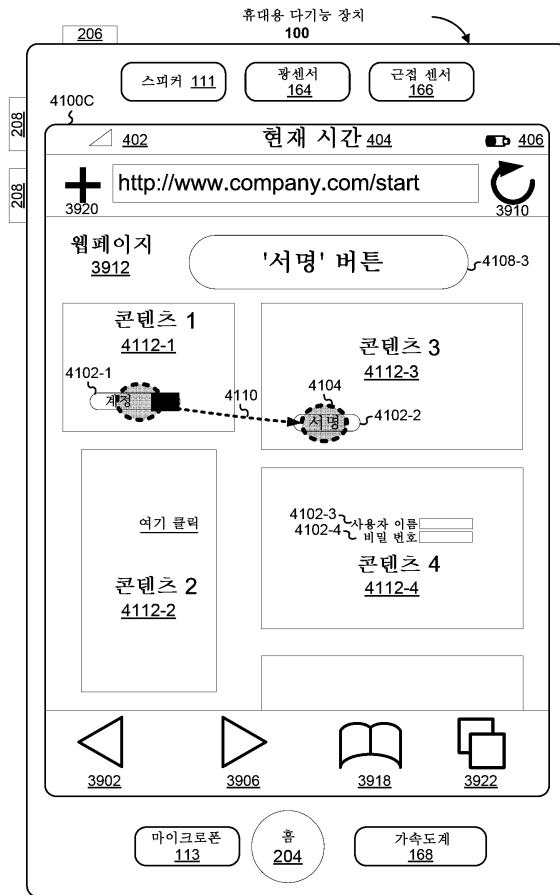 휴대용 다기능 장치
100
206
스피커 111
광센서
164
근접 센서
166
4100C
208
208
402
현재 시간 404
406
3920
http://www.company.com/start
3910
웹페이지
3912
'서명' 버튼
4108-3
콘텐츠 1
4112-1
콘텐츠 3
4112-3
4102-1
계정
4110
4104
서명
4102-2
여기 클릭
콘텐츠 2
4112-2
4102-3
사용자 이름
4102-4
비밀 번호
콘텐츠 4
4112-4
3902
3906
3918
3922
마이크로폰
113
홈
204
가속도계
168